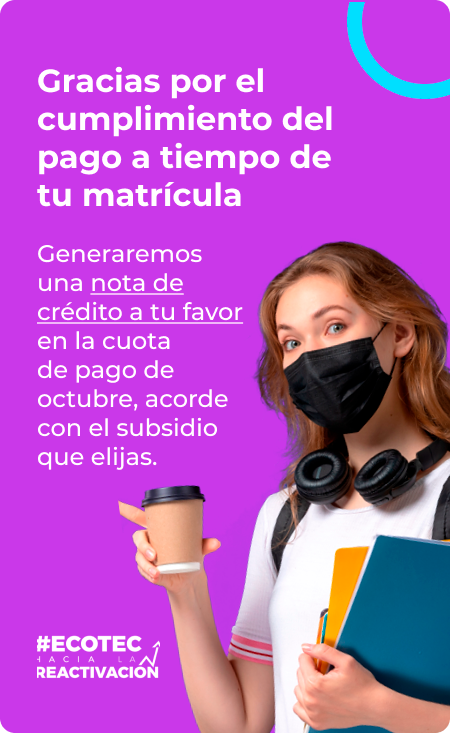 Gracias por el
cumplimiento del
pago a tiempo de
tu matrícula
Generaremos
una nota de
crédito a tu favor
en la cuota
de pago de
octubre, acorde
con el subsidio
que elijas.
#ECOTEC
HACIA LA
REACTIVACIÓN